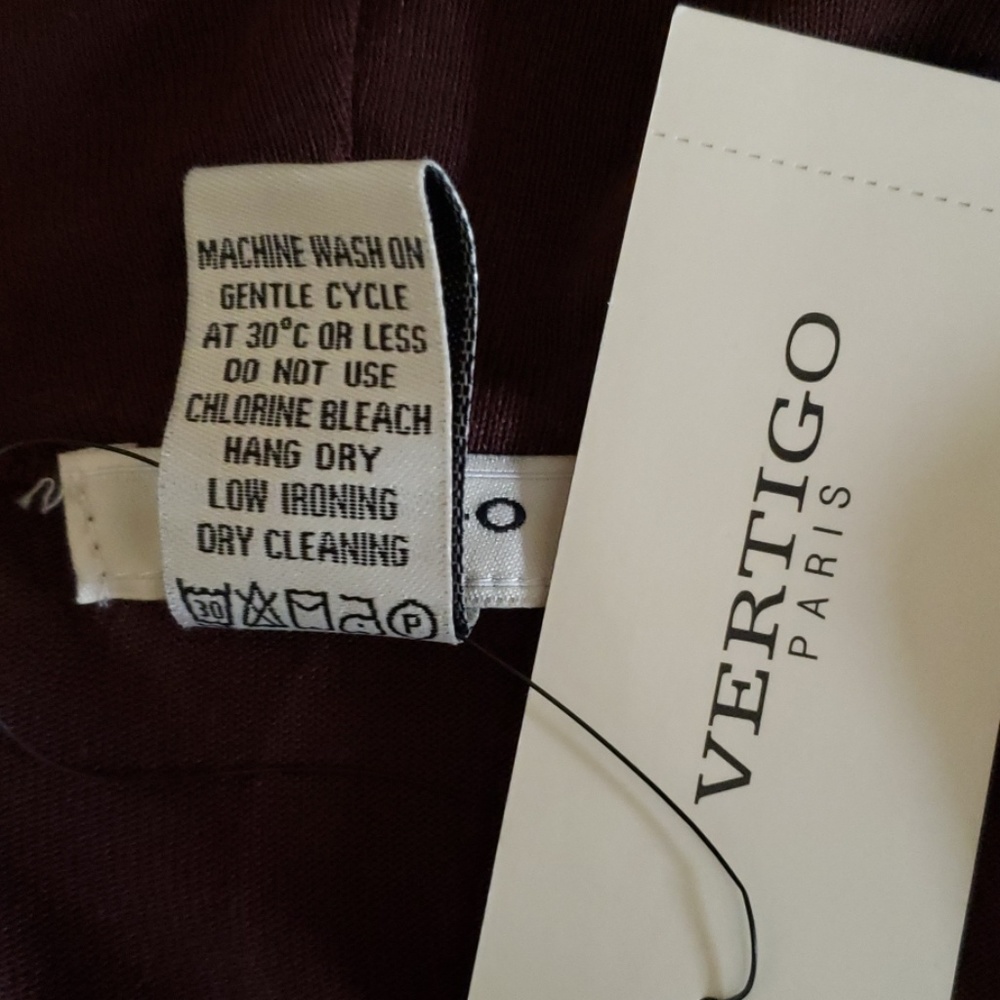 MACHINE WASH ON
GENTLE CYCLE
AT 30°C OR LESS
DO NOT USE
CHLORINE BLEACH
HANG DRY
LOW IRONING
DRY CLEANING
30
P
O
VERTIGO
PARIS